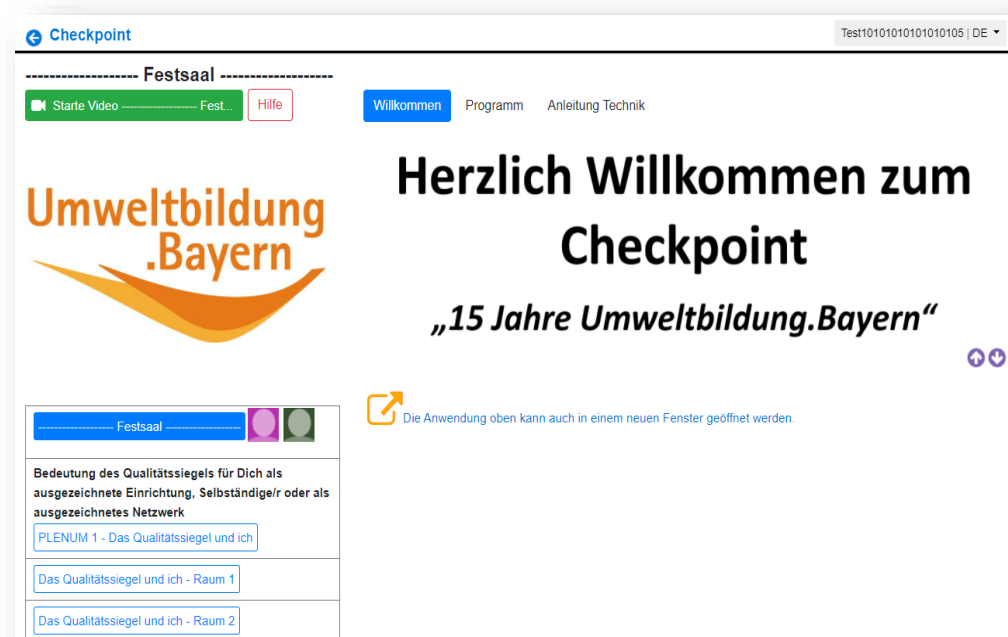 Checkpoint
Test10101010101010105 | DE
------------------- Festsaal -------------------
Starte Video ------------------- Fest...
Hilfe
Willkommen
Programm
Anleitung Technik
Umweltbildung
.Bayern
Herzlich Willkommen zum
Checkpoint
„15 Jahre Umweltbildung.Bayern“
Die Anwendung oben kann auch in einem neuen Fenster geöffnet werden.
------------------- Festsaal -------------------
Bedeutung des Qualitätssiegels für Dich als
ausgezeichnete Einrichtung, Selbständige/r oder als
ausgezeichnetes Netzwerk
PLENUM 1 - Das Qualitätssiegel und ich
Das Qualitätssiegel und ich - Raum 1
Das Qualitätssiegel und ich - Raum 2